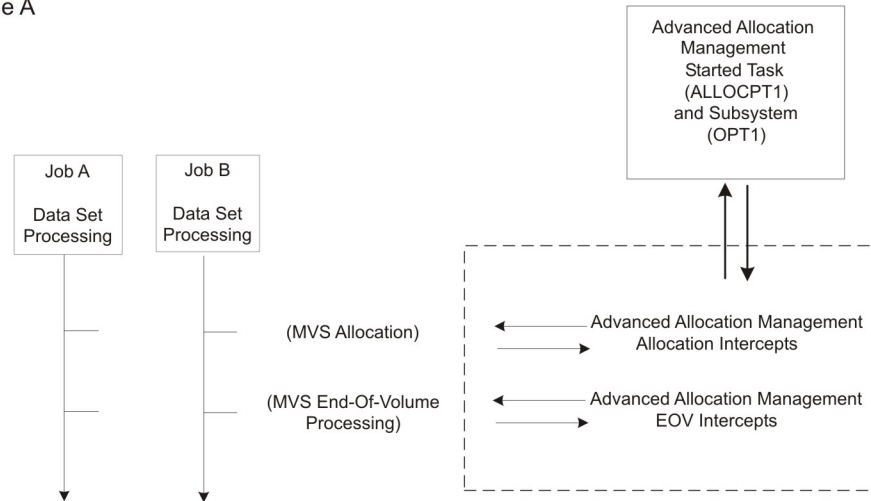 e A
Advanced Allocation
Management
Started Task
(ALLOCPT1)
and Subsystem
(OPT1)
Job A
Data Set
Processing
Job B
Data Set
Processing
(MVS Allocation)
Advanced Allocation Management
Allocation Intercepts
(MVS End-Of-Volume
Processing)
Advanced Allocation Management
EOV Intercepts